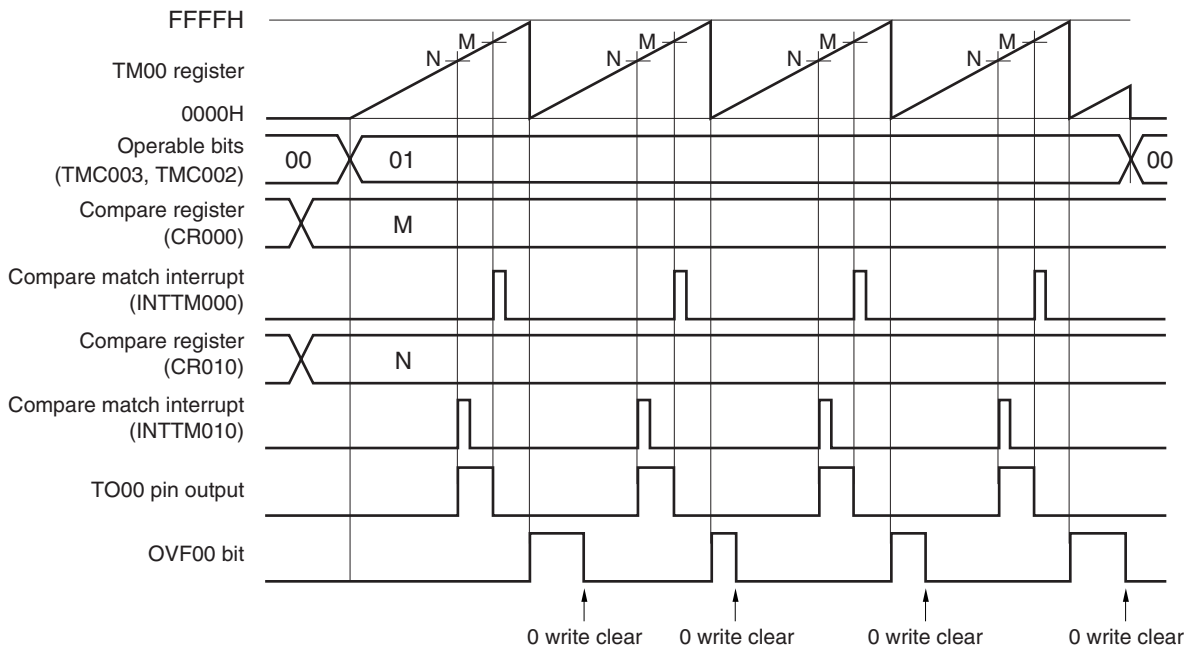 FFFFH
M M M M
N N N N
TM00 register
0000H
Operable bits
(TMC003, TMC002)
00 01 00
Compare register
(CR000)
M
Compare match interrupt
(INTTM000)
Compare register
(CR010)
N
Compare match interrupt
(INTTM010)
TO00 pin output
OVF00 bit
0 write clear 0 write clear 0 write clear 0 write clear